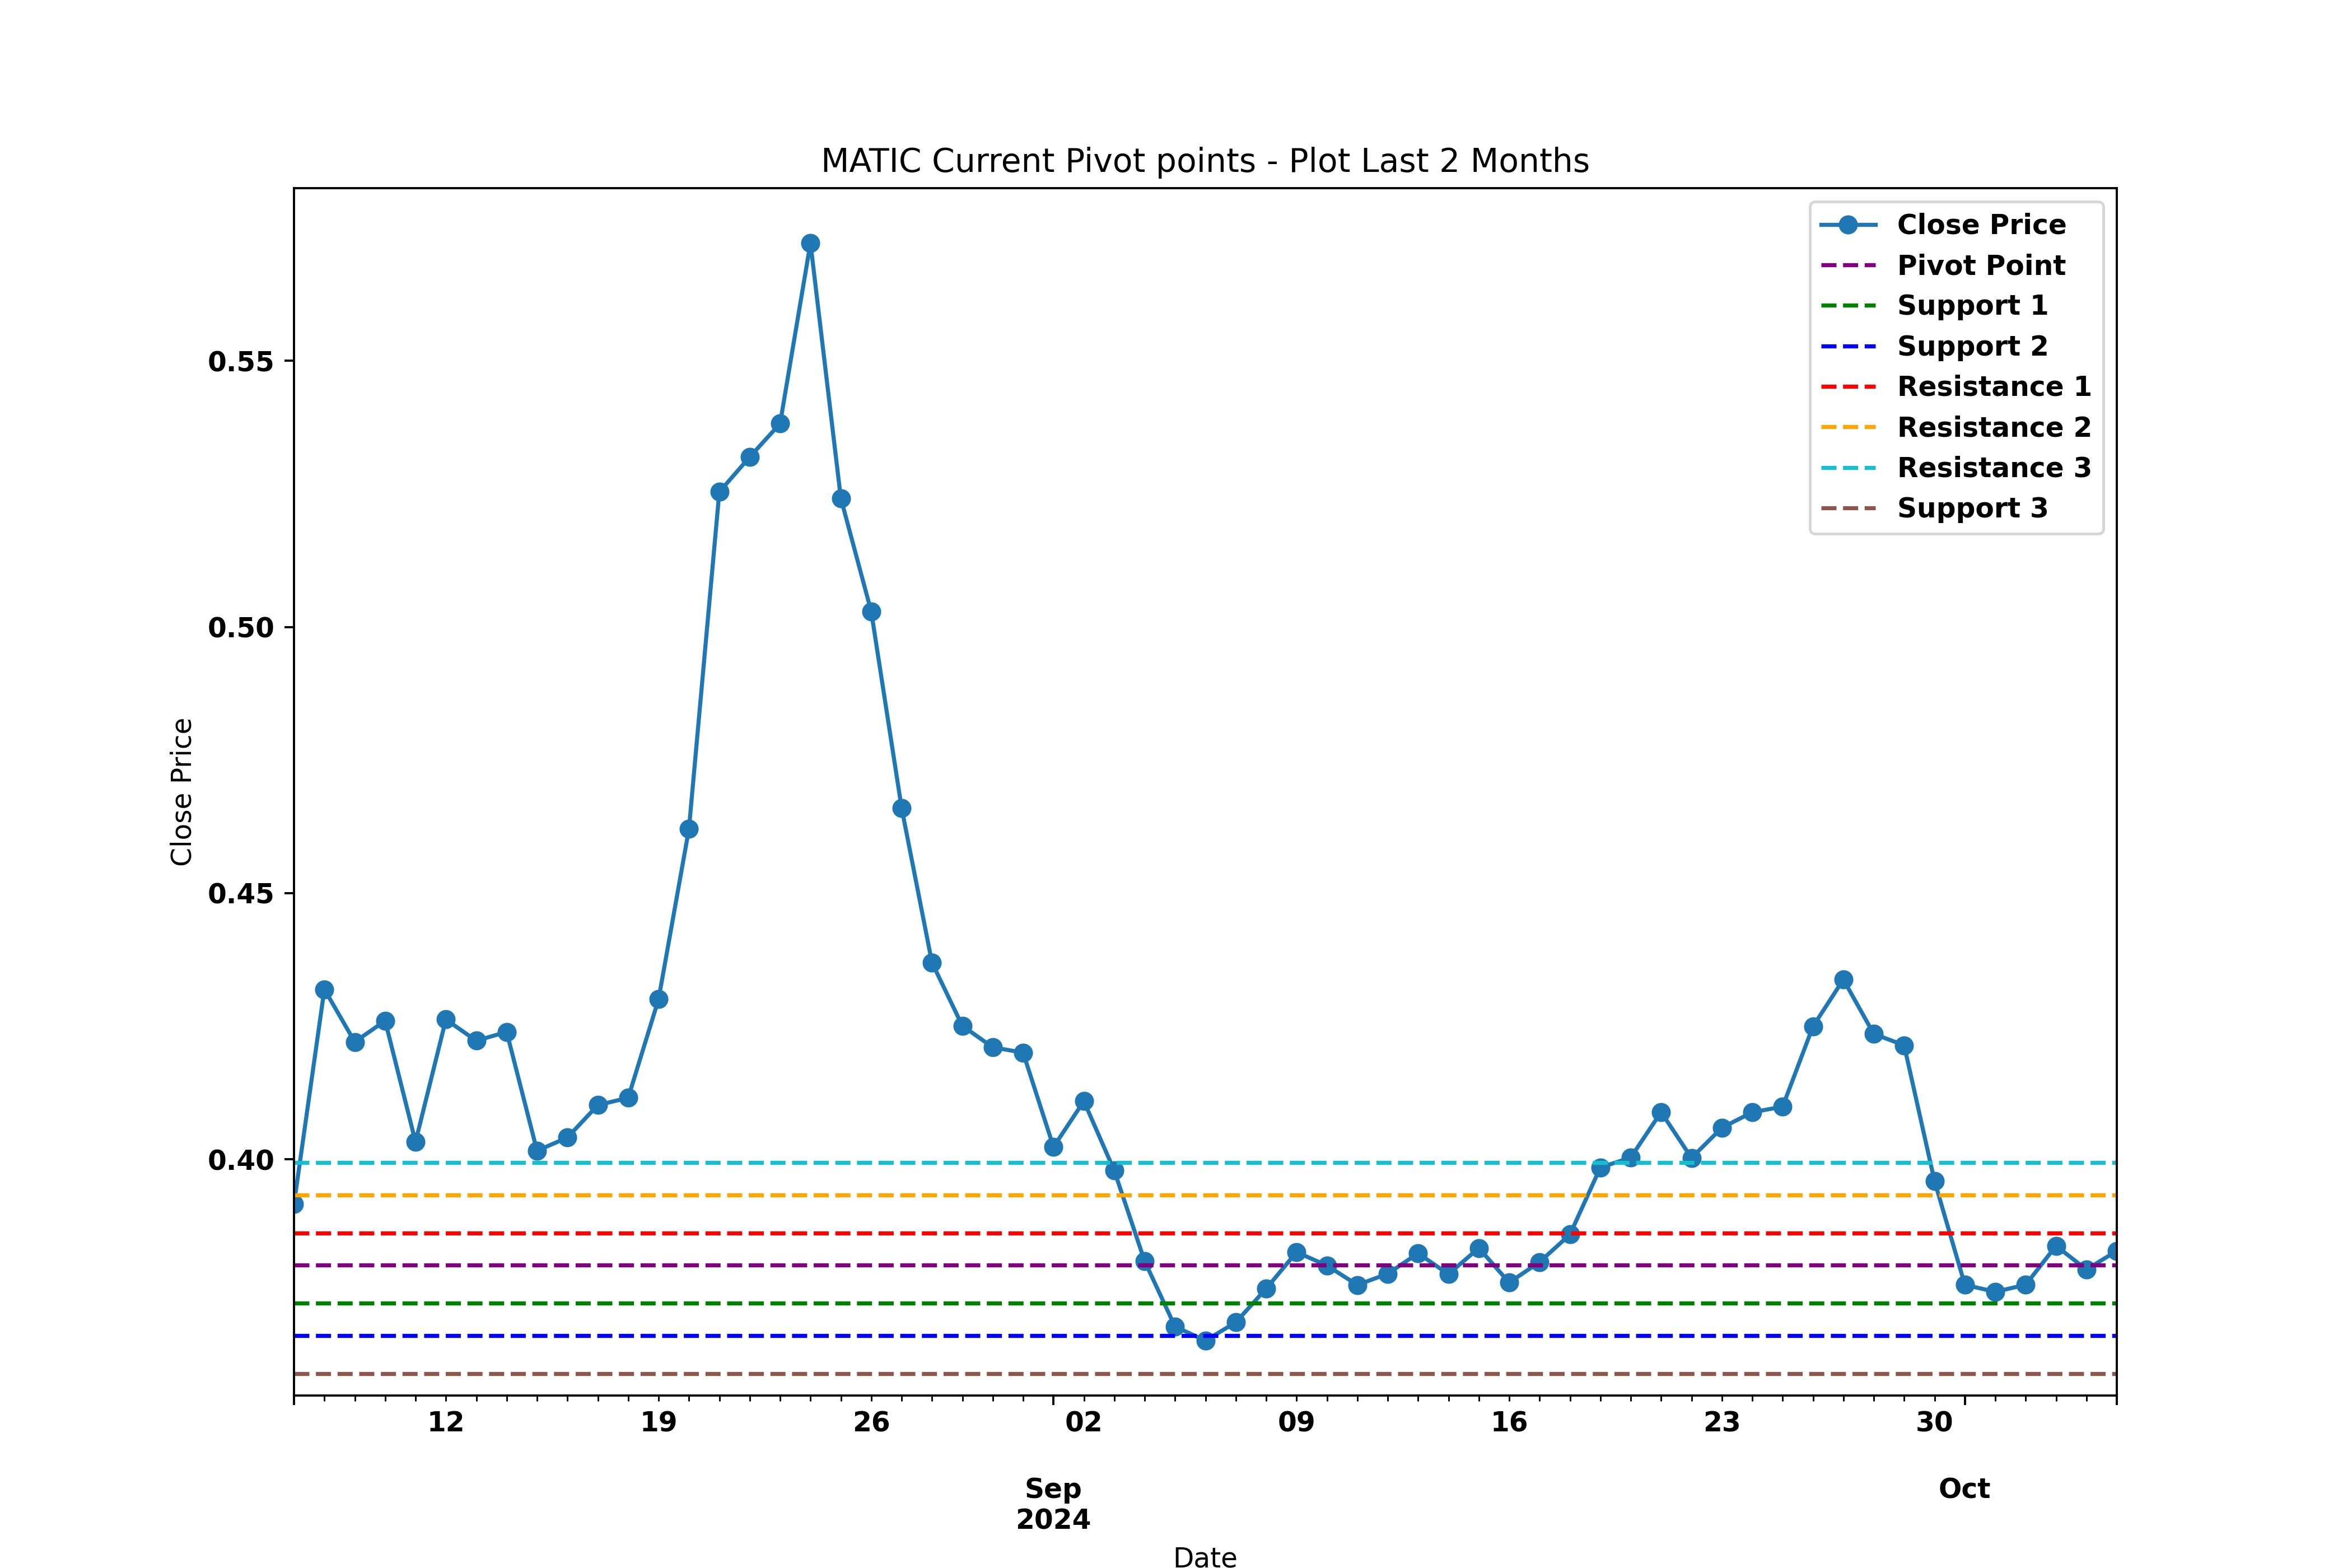 MATIC Current Pivot points - Plot Last 2 Months
Close Price
Pivot Point
Support 1
Support 2
Resistance 1
Resistance 2
Resistance 3
Support 3
0.55
0.50
0.45
0.40
Close Price
12 19 26 02 09 16 23 30
Sep Oct
2024
Date